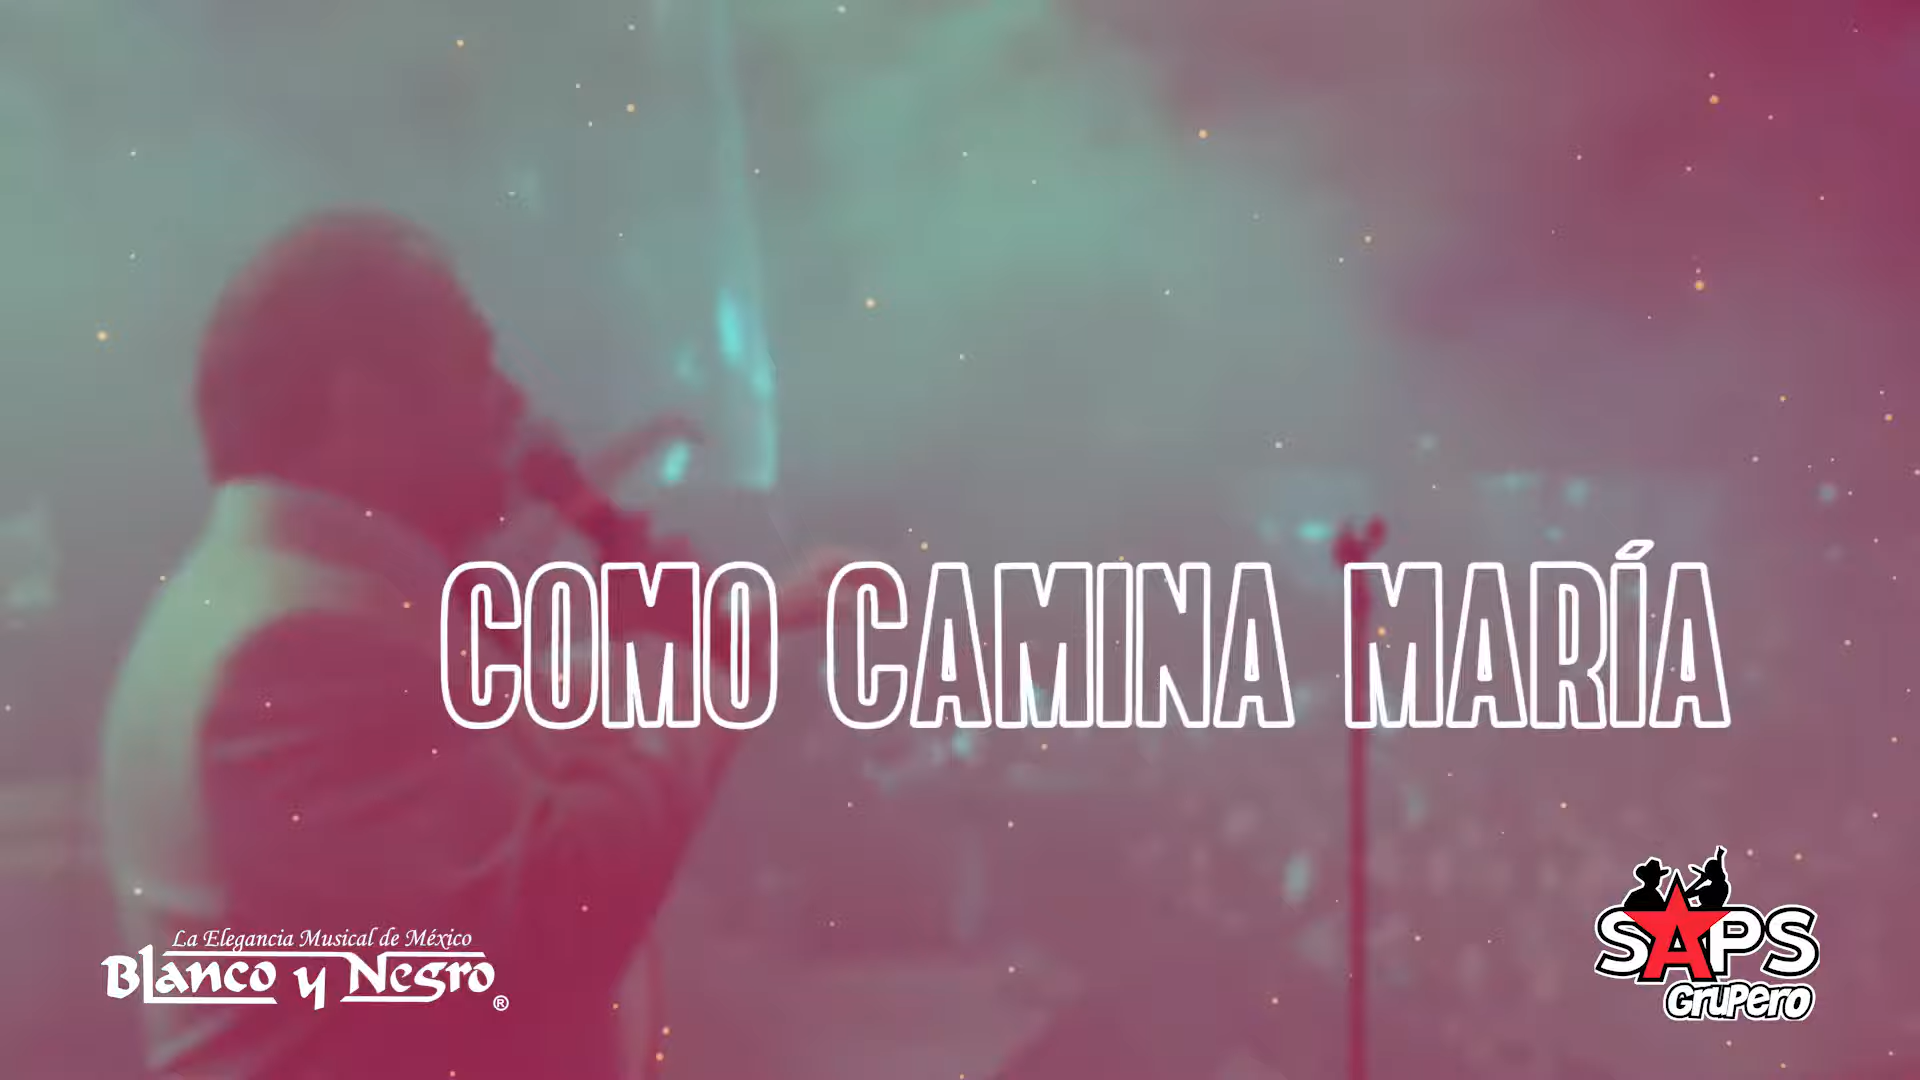 COMO CAMINA MARÍA
La Elegancia Musical de México
Blanco y Negro®
SAPS
GruPero